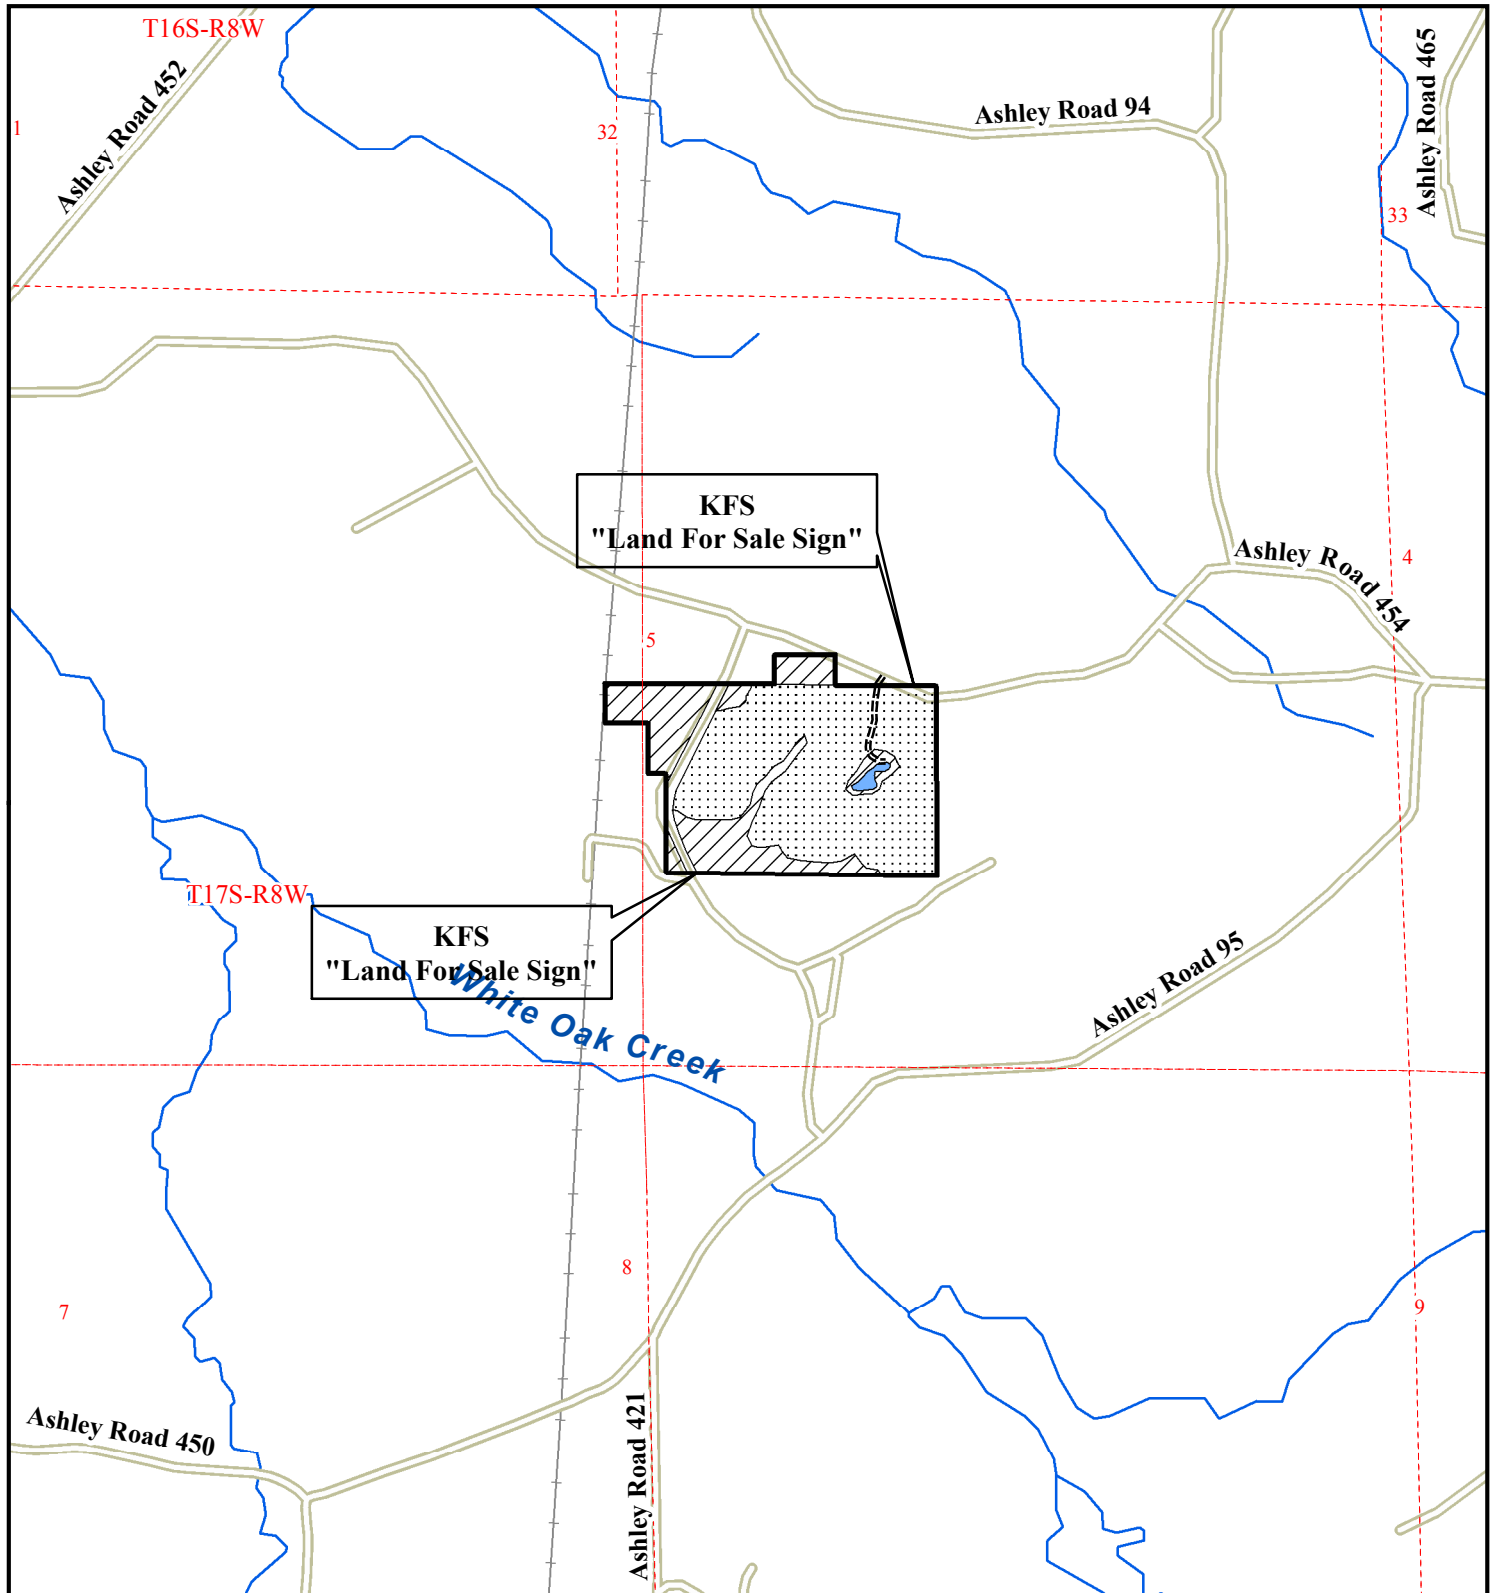 T16S-R8W
Ashley Road 452
Ashley Road 94
Ashley Road 465
1
32
33
KFS
"Land For Sale Sign"
Ashley Road 454
4
5
T17S-R8W
KFS
"Land For Sale Sign"
White Oak Creek
Ashley Road 95
8
7
9
Ashley Road 450
Ashley Road 421